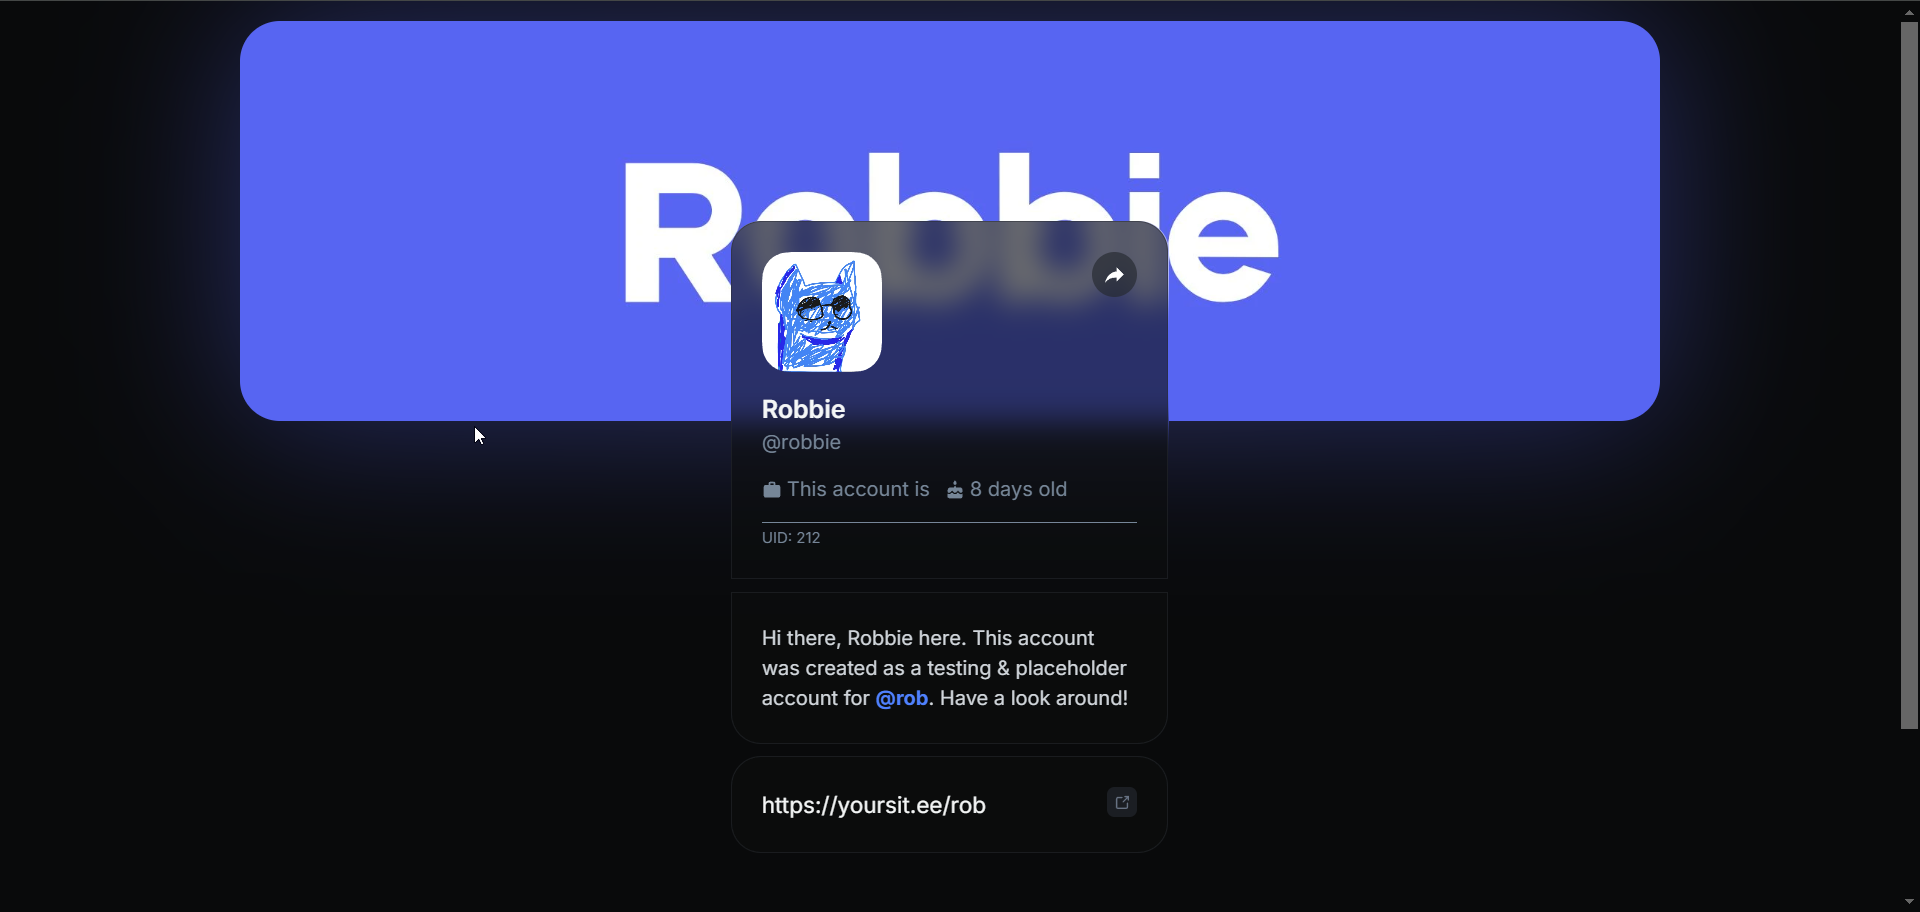 Robbie
Robbie
@robbie
This account is 8 days old
UID: 212
Hi there, Robbie here. This account
was created as a testing & placeholder
account for @rob. Have a look around!
https://yoursit.ee/rob